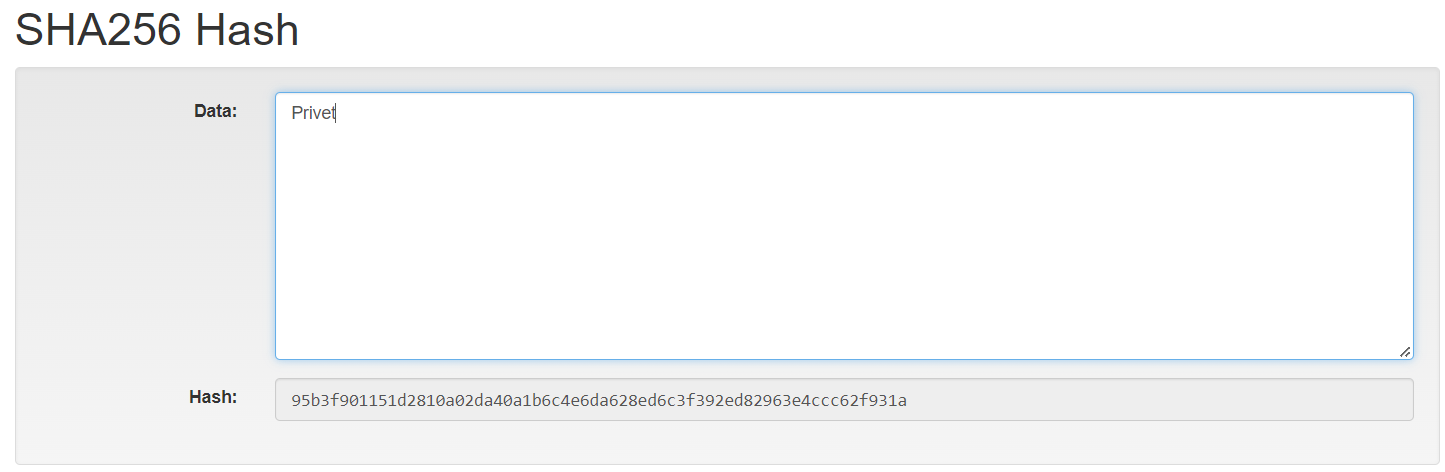 SHA256 Hash
Data:
Privet
Hash:
95b3f901151d2810a02da40a1b6c4e6da628ed6c3f392ed82963e4ccc62f931a